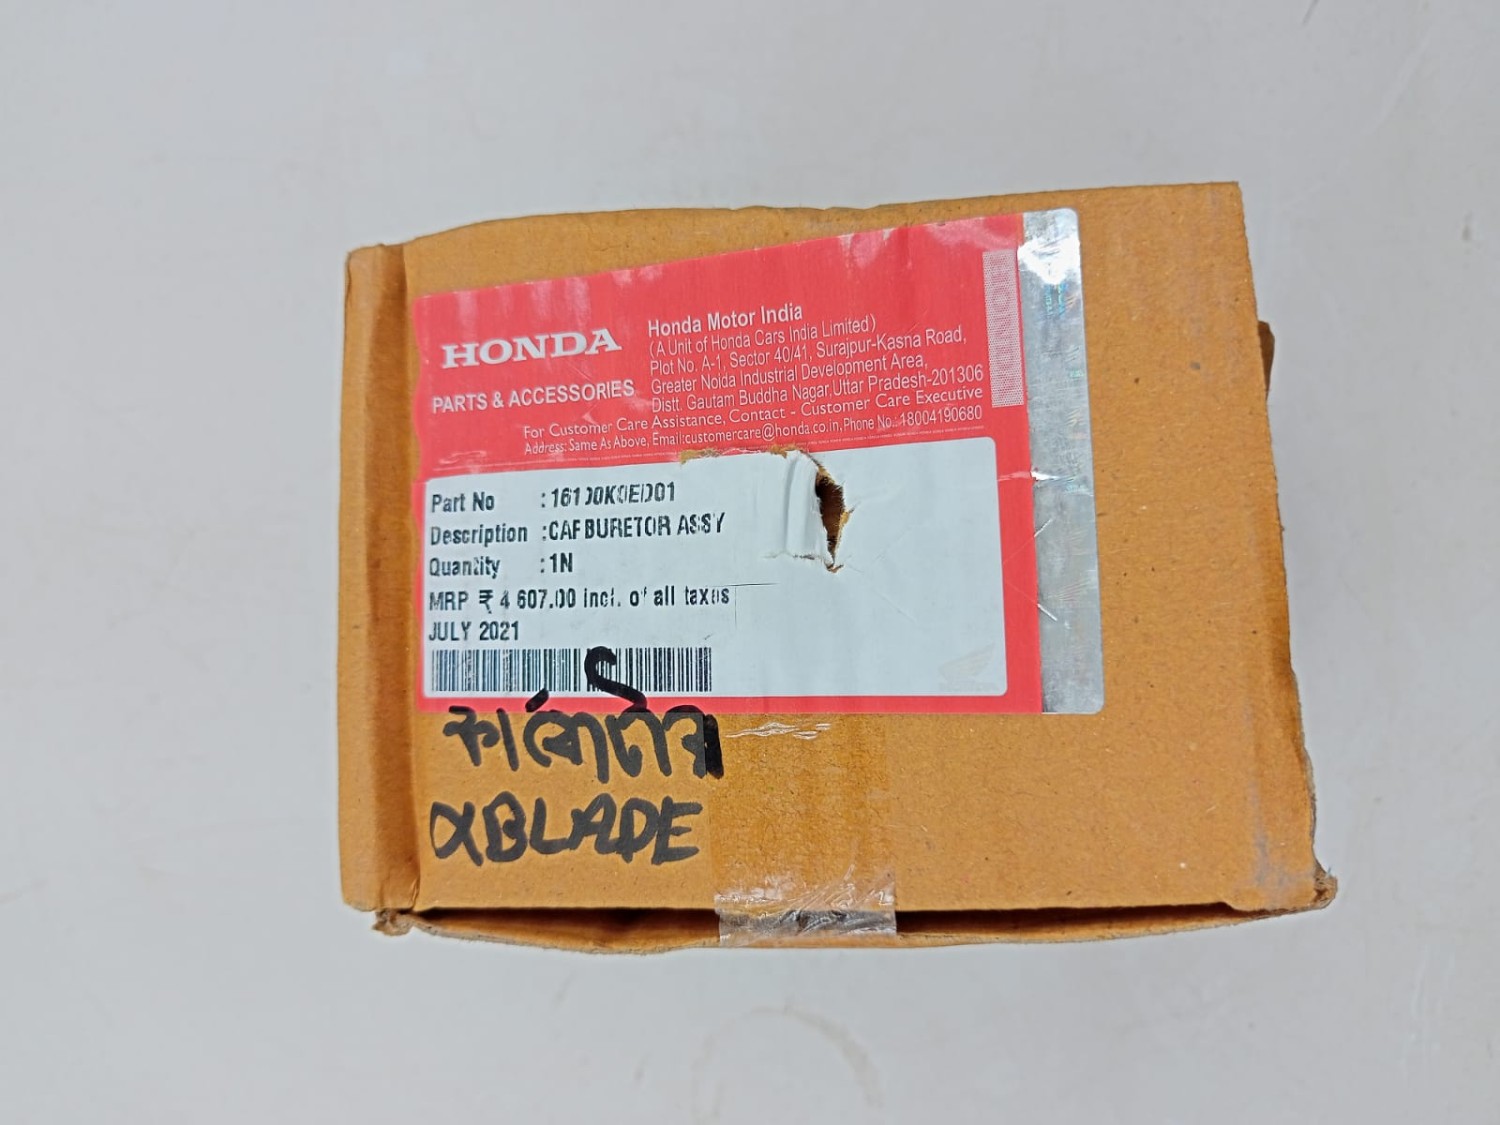 HONDA
PARTS & ACCESSORIES
Honda Motor India
(A Unit of Honda Cars India Limited)
Plot No. A-1, Sector 40/41, Surajpur-Kasna Road,
Greater Noida Industrial Development Area,
Distt. Gautam Buddha Nagar, Uttar Pradesh-201306
For Customer Care Assistance, Contact - Customer Care Executive
Address: Same As Above, Email:customercare@honda.co.in, Phone No.: 18004190680
Part No :16100K0ED01
Description :CARBURETOR ASSY
Quantity :1N
MRP ₹ 4 607.00 incl. of all taxes
JULY 2021
কার্বোটর
XBLADE